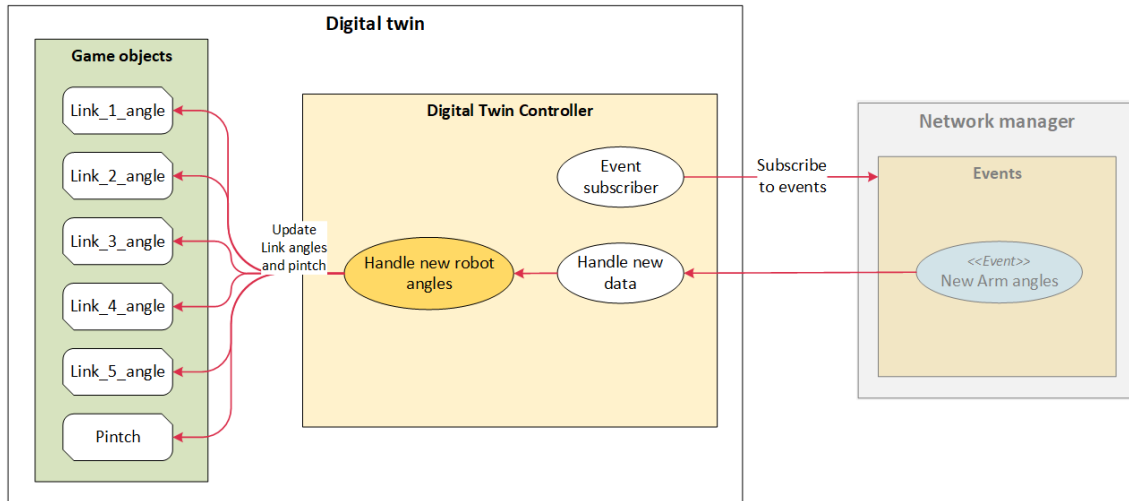 Digital twin
Game objects
Link_1_angle
Link_2_angle
Link_3_angle
Link_4_angle
Link_5_angle
Pintch
Update
Link angles
and pintch
Digital Twin Controller
Event
subscriber
Handle new robot
angles
Handle new
data
Subscribe
to events
Network manager
Events
<<Event>>
New Arm angles